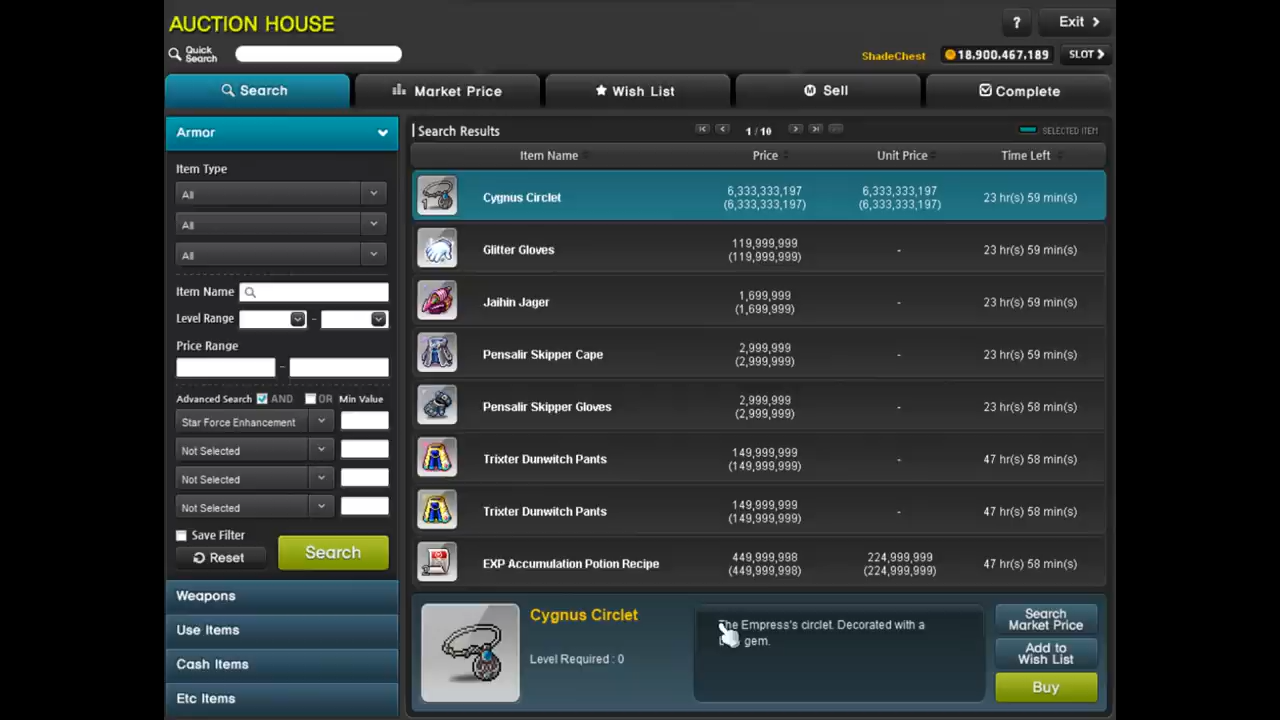 AUCTION HOUSE
?
Exit >
Quick
Search
ShadeChest
18,900,467,189
SLOT >
Search
Market Price
Wish List
Sell
Complete
Armor
Item Type
All
All
All
Item Name
Level Range
-
Price Range
-
Advanced Search AND OR Min Value
Star Force Enhancement
Not Selected
Not Selected
Not Selected
Save Filter
Reset
Search
Weapons
Use Items
Cash Items
Etc Items
Search Results
1 / 10
SELECTED ITEM
Item Name Price Unit Price Time Left
1
Cygnus Circlet 6,333,333,197 6,333,333,197 23 hr(s) 59 min(s)
(6,333,333,197) (6,333,333,197)
Glitter Gloves 119,999,999 - 23 hr(s) 59 min(s)
(119,999,999)
Jaihin Jager 1,699,999 - 23 hr(s) 59 min(s)
(1,699,999)
Pensalir Skipper Cape 2,999,999 - 23 hr(s) 59 min(s)
(2,999,999)
Pensalir Skipper Gloves 2,999,999 - 23 hr(s) 58 min(s)
(2,999,999)
Trixter Dunwitch Pants 149,999,999 - 47 hr(s) 58 min(s)
(149,999,999)
Trixter Dunwitch Pants 149,999,999 - 47 hr(s) 58 min(s)
(149,999,999)
EXP Accumulation Potion Recipe 449,999,998 224,999,999 47 hr(s) 58 min(s)
(449,999,998) (224,999,999)
Cygnus Circlet
Level Required : 0
The Empress's circlet. Decorated with a
gem.
Search
Market Price
Add to
Wish List
Buy